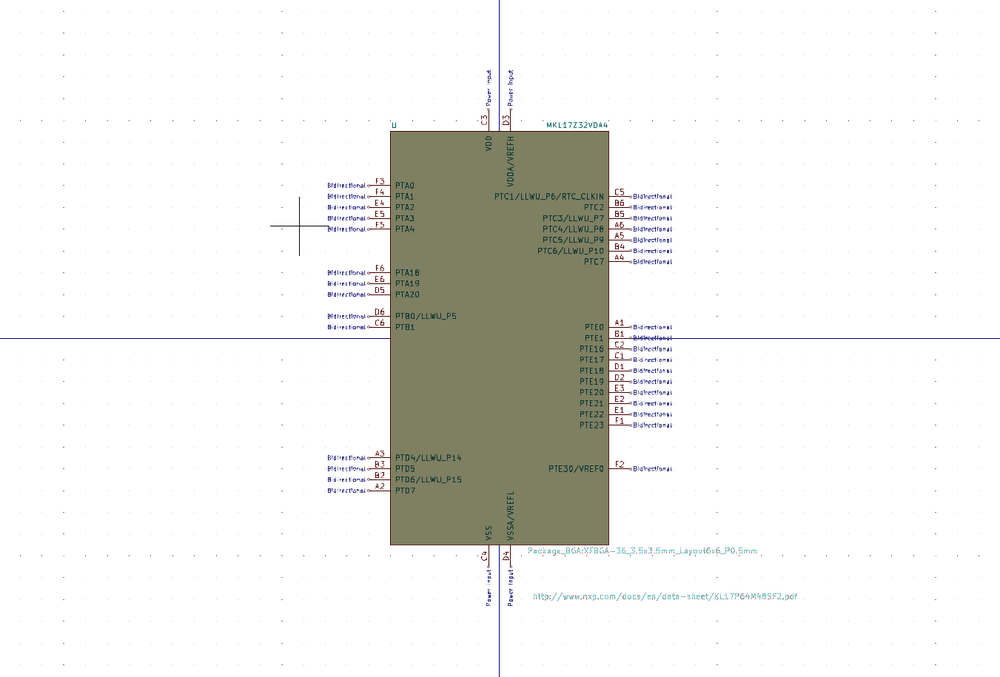 Power Input Power Input
C3 D3
U MKL17Z32VDA4
VDD VDDA/VREFH
Bidirectional F3 PTA0
Bidirectional F4 PTA1 PTC1/LLWU_P6/RTC_CLKIN C5 Bidirectional
Bidirectional E4 PTA2 PTC2 B6 Bidirectional
Bidirectional E5 PTA3 PTC3/LLWU_P7 B5 Bidirectional
Bidirectional F5 PTA4 PTC4/LLWU_P8 A6 Bidirectional
PTC5/LLWU_P9 A5 Bidirectional
PTC6/LLWU_P10 B4 Bidirectional
PTC7 A4 Bidirectional
Bidirectional F6 PTA18
Bidirectional E6 PTA19
Bidirectional D5 PTA20
Bidirectional D6 PTB0/LLWU_P5
Bidirectional C6 PTB1 PTE0 A1 Bidirectional
PTE1 B1 Bidirectional
PTE16 C2 Bidirectional
PTE17 C1 Bidirectional
PTE18 D1 Bidirectional
PTE19 D2 Bidirectional
PTE20 E3 Bidirectional
PTE21 E2 Bidirectional
PTE22 E1 Bidirectional
PTE23 F1 Bidirectional
Bidirectional A3 PTD4/LLWU_P14
Bidirectional B3 PTD5 PTE30/VREFO F2 Bidirectional
Bidirectional B2 PTD6/LLWU_P15
Bidirectional A2 PTD7
VSS VSSA/VREFL
C4 D4
Package_BGA:XFBGA-36_3.5x3.5mm_Layout6x6_P0.5mm
Power Input Power Input
http://www.nxp.com/docs/en/data-sheet/KL17P64M48SF2.pdf